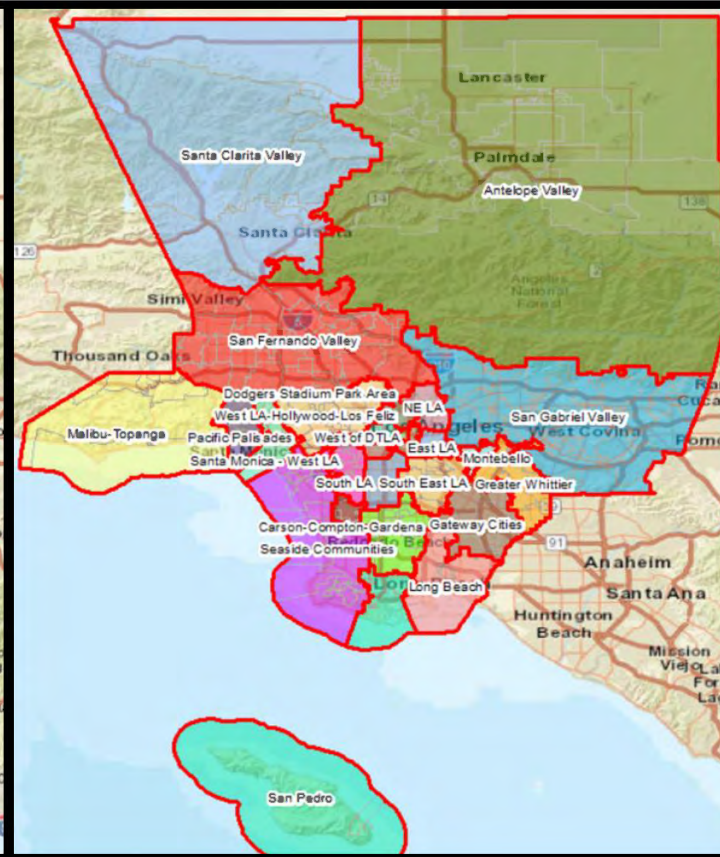 Lancaster
Santa Clarita Valley
Palmdale
Antelope Valley
14
138
Santa Clarita
126
Angeles
National
Forest
2
Simi Valley
5
San Fernando Valley
Thousand Oaks
Dodgers Stadium Park Area
NE LA
West LA-Hollywood-Los Feliz
San Gabriel Valley
Malibu-Topanga
Pacific Palisades
West of DTLA
Los Angeles
West Covina
East LA
Montebello
Santa Monica - West LA
South LA
South East LA
Greater Whittier
Carson-Compton-Gardena
Gateway Cities
Redondo Beach
91
Seaside Communities
Anaheim
Long Beach
Santa Ana
Huntington
Beach
Mission
Viejo
San Pedro